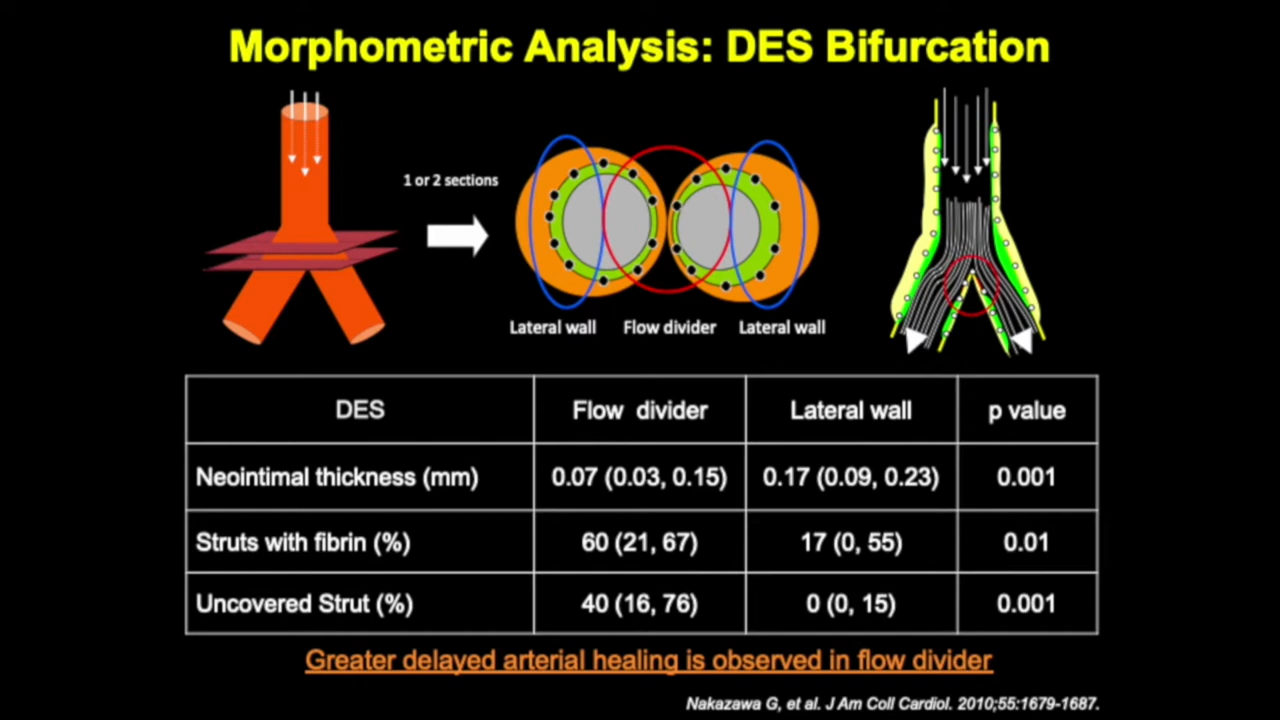 Morphometric Analysis: DES Bifurcation
1 or 2 sections
Lateral wall Flow divider Lateral wall
DES Flow divider Lateral wall p value
Neointimal thickness (mm) 0.07 (0.03, 0.15) 0.17 (0.09, 0.23) 0.001
Struts with fibrin (%) 60 (21, 67) 17 (0, 55) 0.01
Uncovered Strut (%) 40 (16, 76) 0 (0, 15) 0.001
Greater delayed arterial healing is observed in flow divider
Nakazawa G, et al. J Am Coll Cardiol. 2010;55:1679-1687.